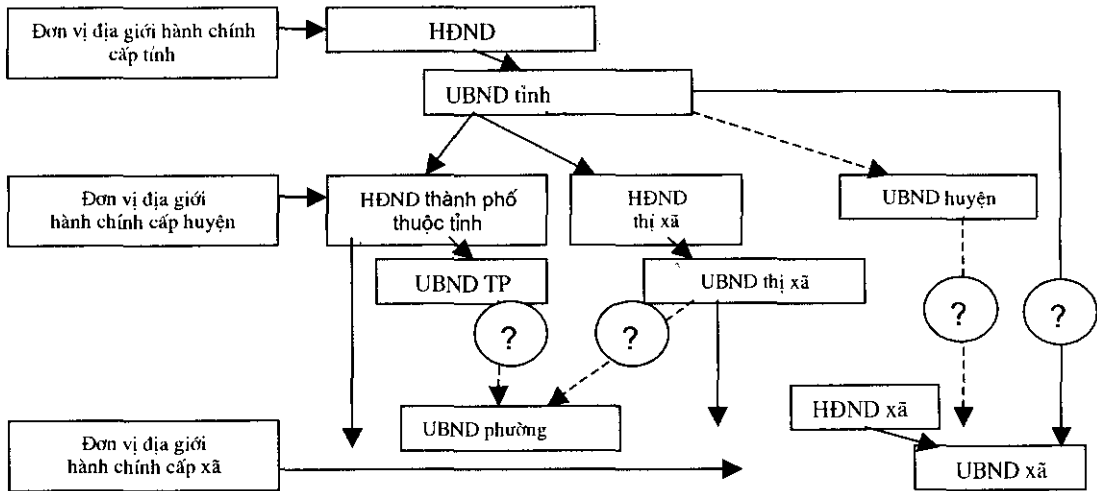 Đơn vị địa giới hành chính
cấp tỉnh
HĐND
UBND tỉnh
Đơn vị địa giới
hành chính cấp huyện
HĐND thành phố
thuộc tỉnh
HĐND
thị xã
UBND huyện
UBND TP
UBND thị xã
?
?
?
?
HĐND xã
UBND phường
Đơn vị địa giới
hành chính cấp xã
UBND xã